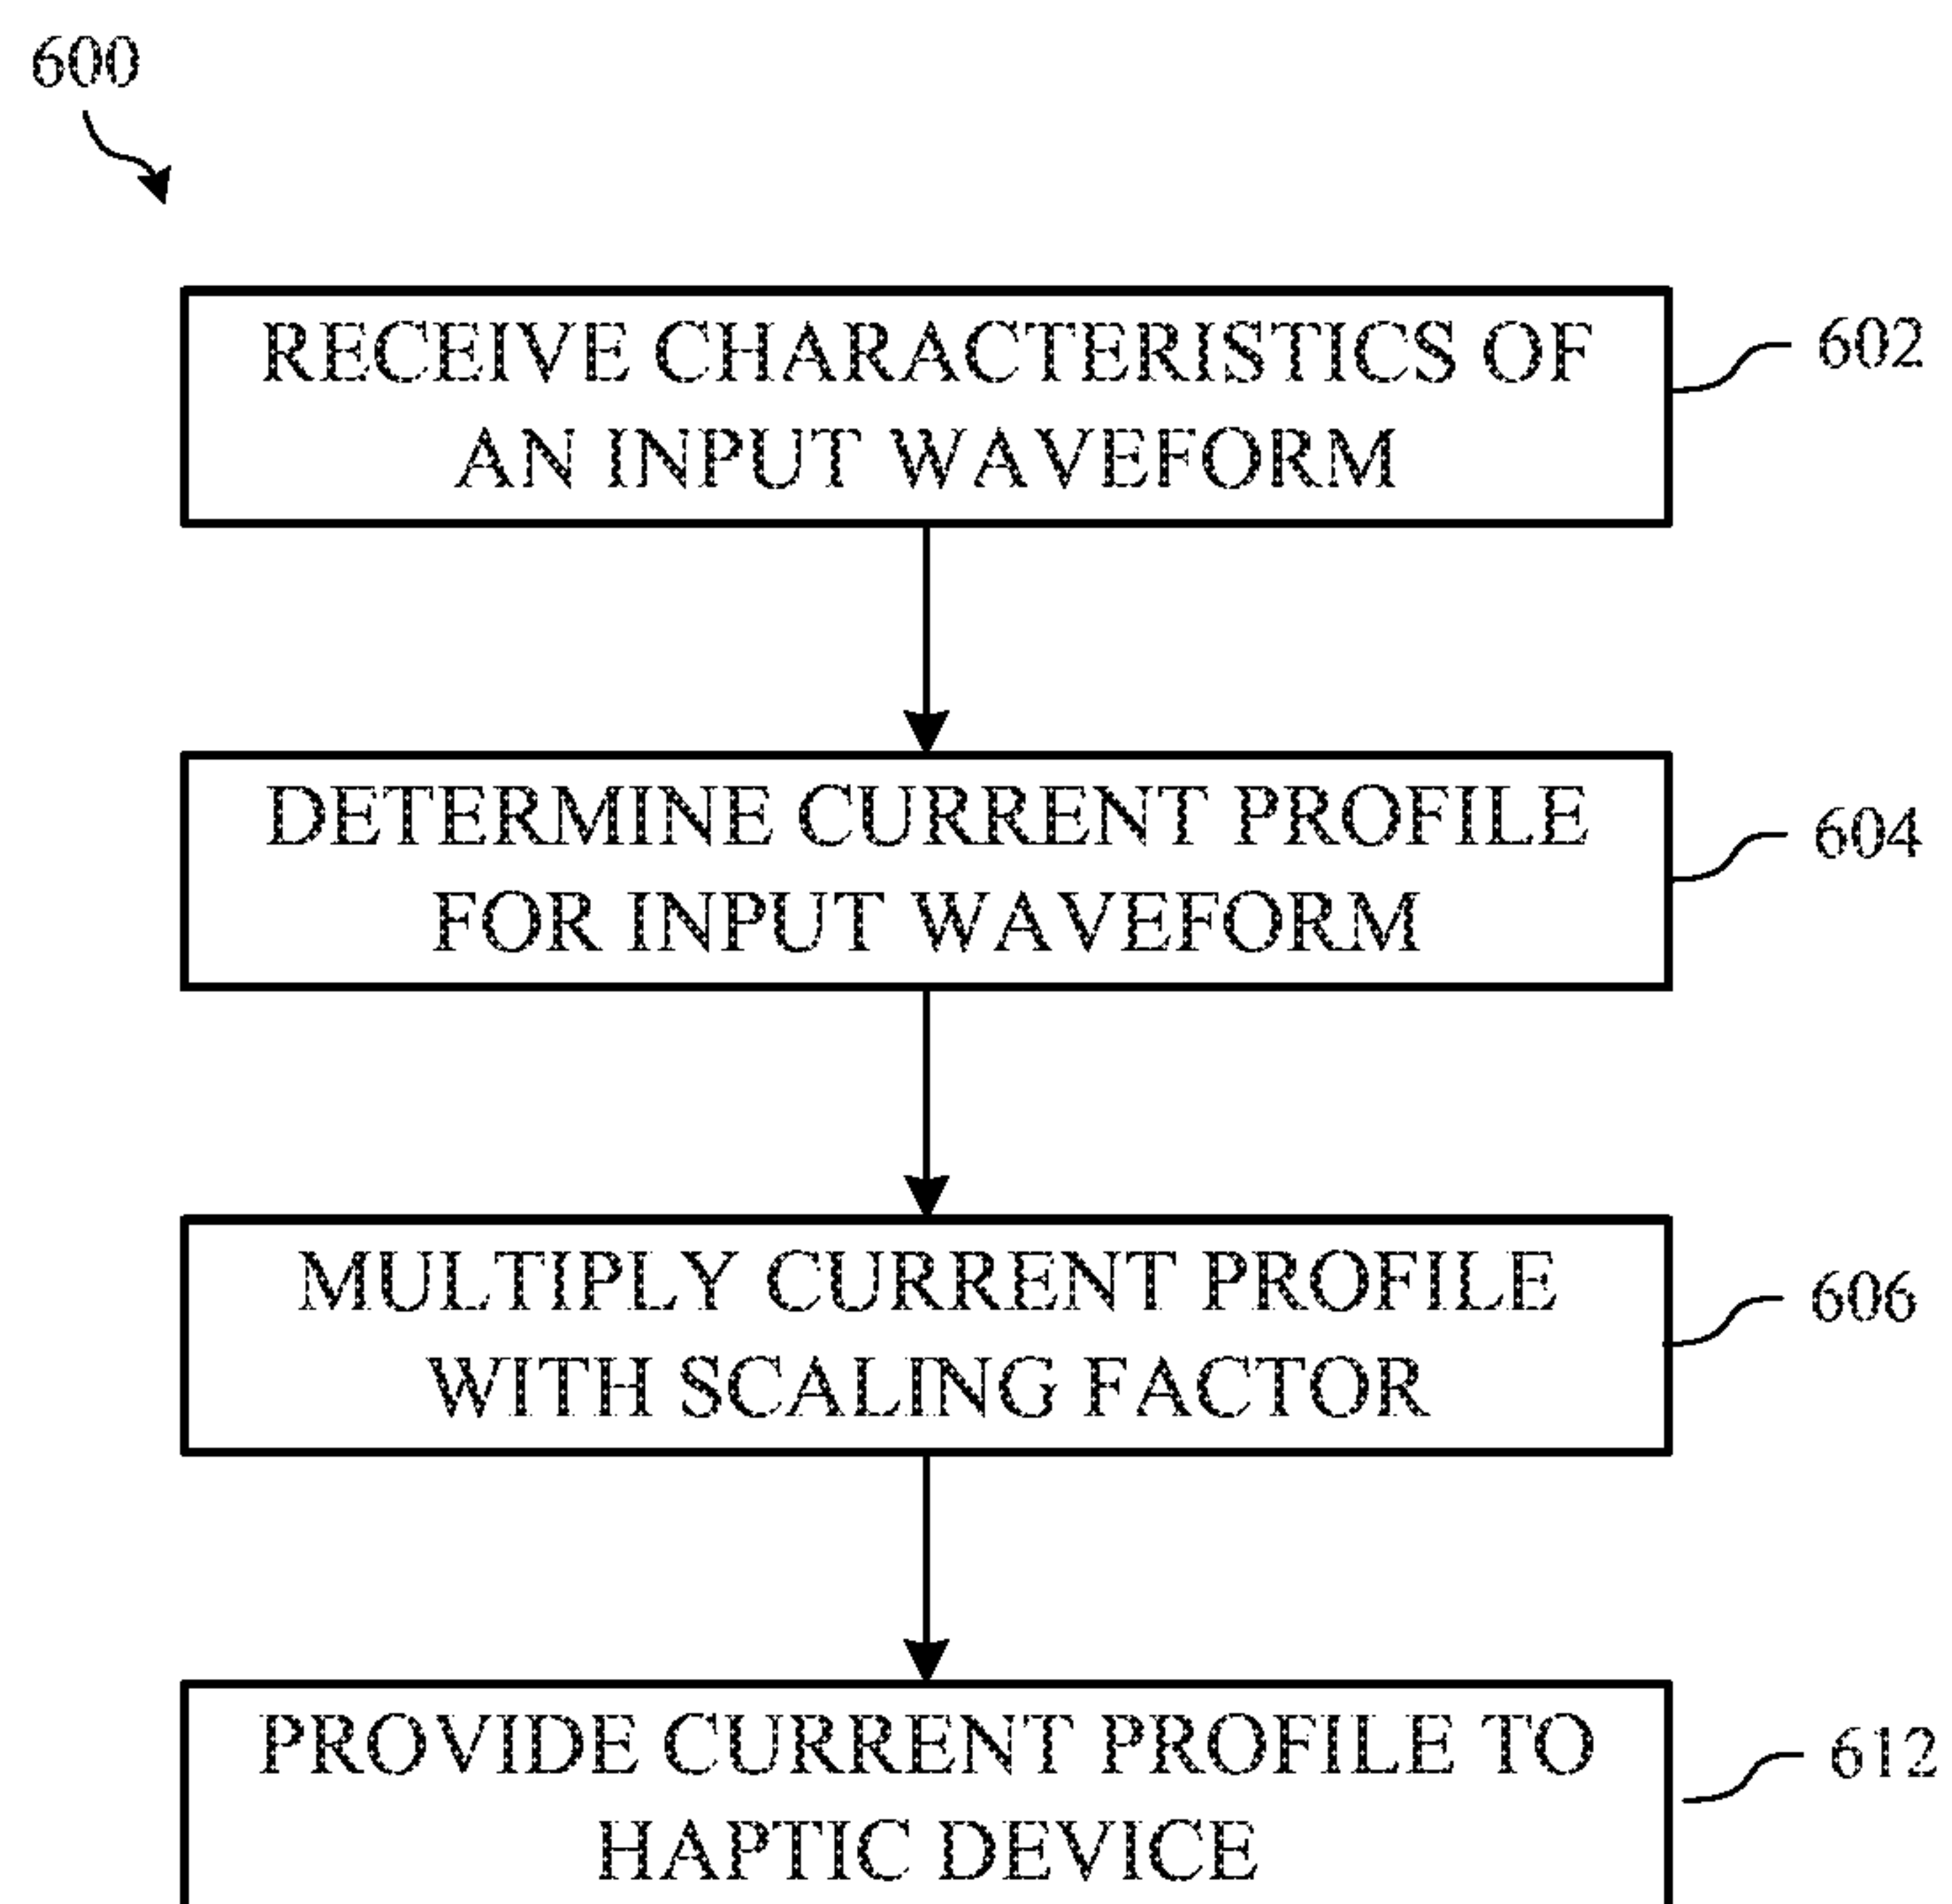 600
RECEIVE CHARACTERISTICS OF
AN INPUT WAVEFORM
602
DETERMINE CURRENT PROFILE
FOR INPUT WAVEFORM
604
MULTIPLY CURRENT PROFILE
WITH SCALING FACTOR
606
PROVIDE CURRENT PROFILE TO
HAPTIC DEVICE
612